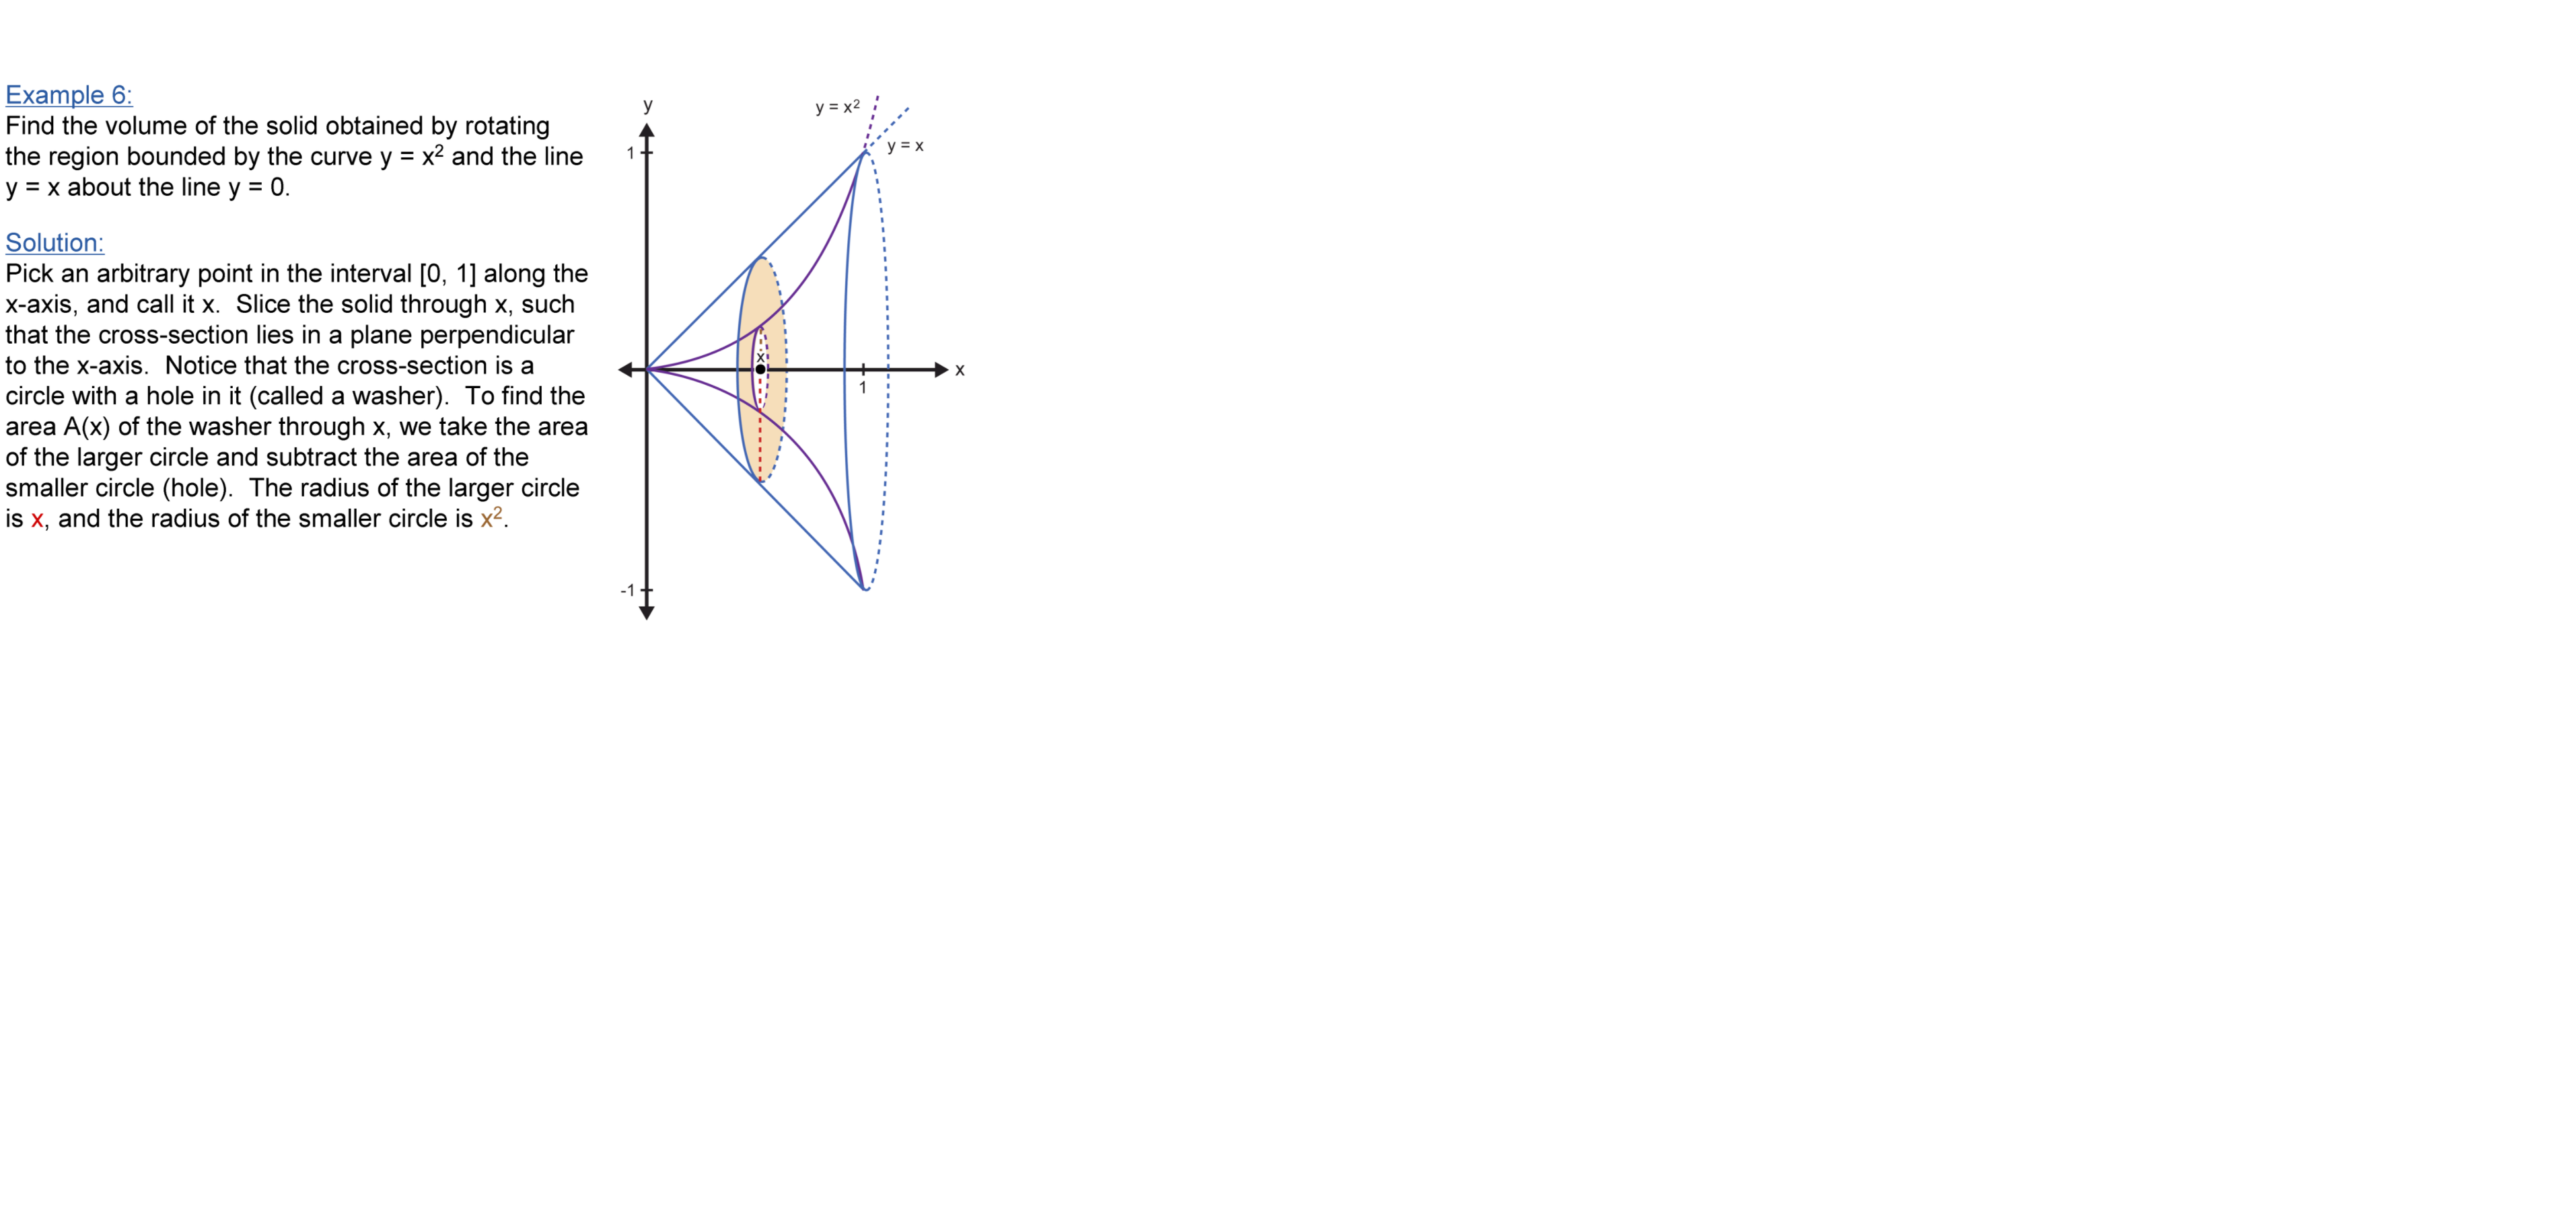 Example 6:
Find the volume of the solid obtained by rotating
the region bounded by the curve y = x² and the line
y = x about the line y = 0.
Solution:
Pick an arbitrary point in the interval [0, 1] along the
x-axis, and call it x. Slice the solid through x, such
that the cross-section lies in a plane perpendicular
to the x-axis. Notice that the cross-section is a
circle with a hole in it (called a washer). To find the
area A(x) of the washer through x, we take the area
of the larger circle and subtract the area of the
smaller circle (hole). The radius of the larger circle
is x, and the radius of the smaller circle is x².
y
y = x²
y = x
1
x
x
1
-1